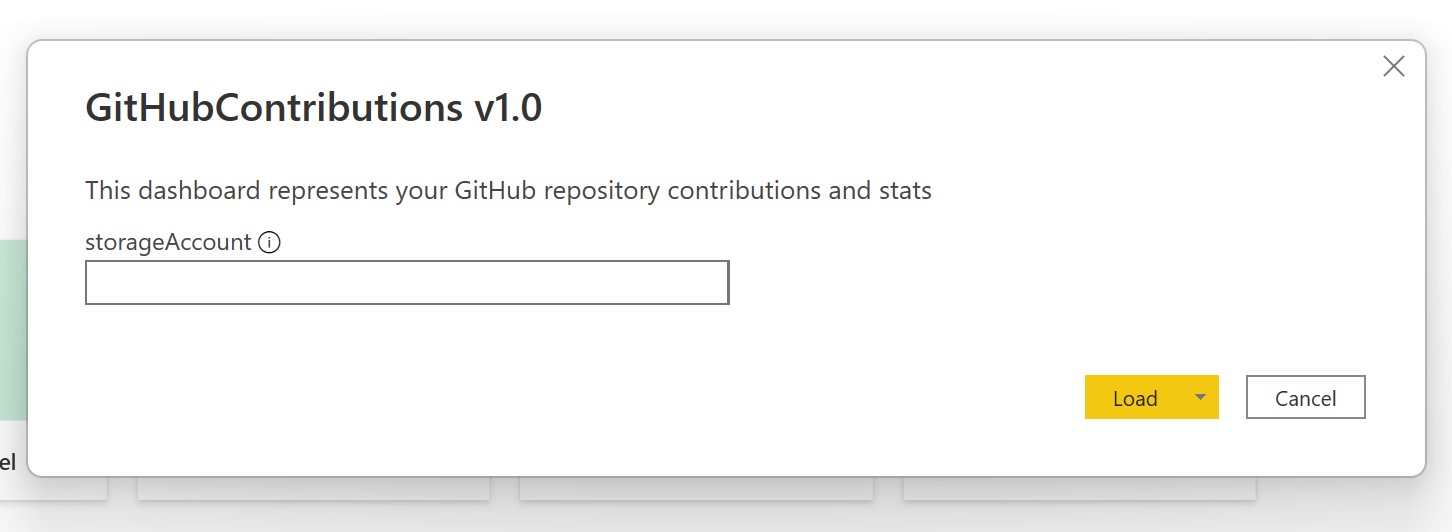 GitHubContributions v1.0
This dashboard represents your GitHub repository contributions and stats
storageAccount
Load
Cancel
el